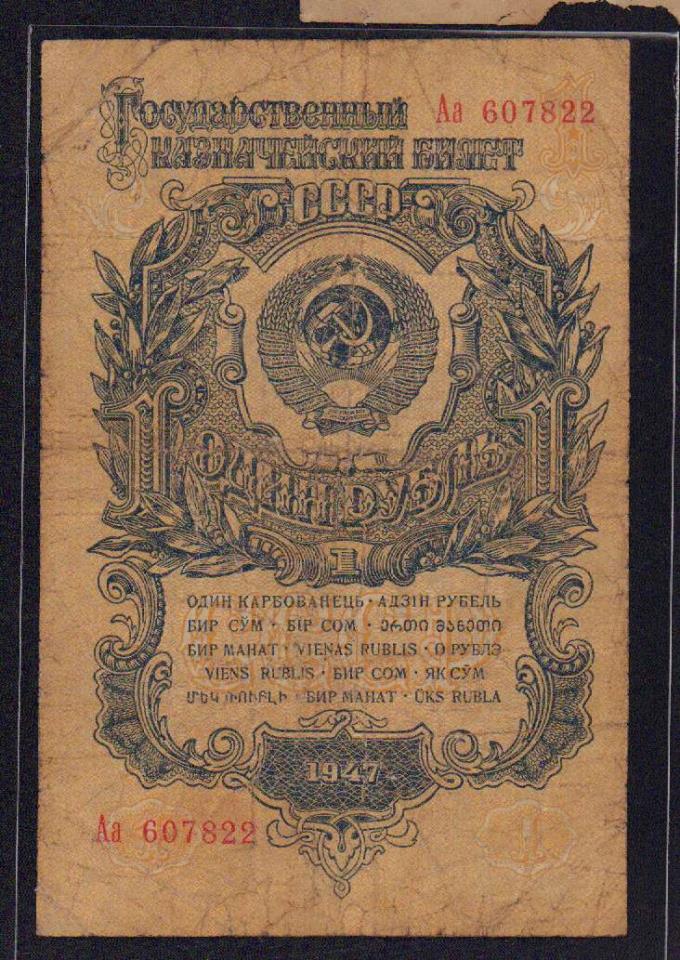 Государственный Аа 607822
казначейский билет
СССР
1 1
Один рубль
1
ОДИН КАРБОВАНЕЦЬ · АДЗІН РУБЕЛЬ
БИР СЎМ · БІР СОМ · ᲔᲠᲗᲘ ᲛᲐᲜᲔᲗᲘ
БИР МАНАТ · VIENAS RUBLIS · О РУБЛЭ
VIENS RUBLIS · БИР СОМ · ЯК СӮМ
ՄԵԿ ՌՈՒԲԼԻ · БИР МАНАТ · ÜKS RUBLA
1947
Аа 607822